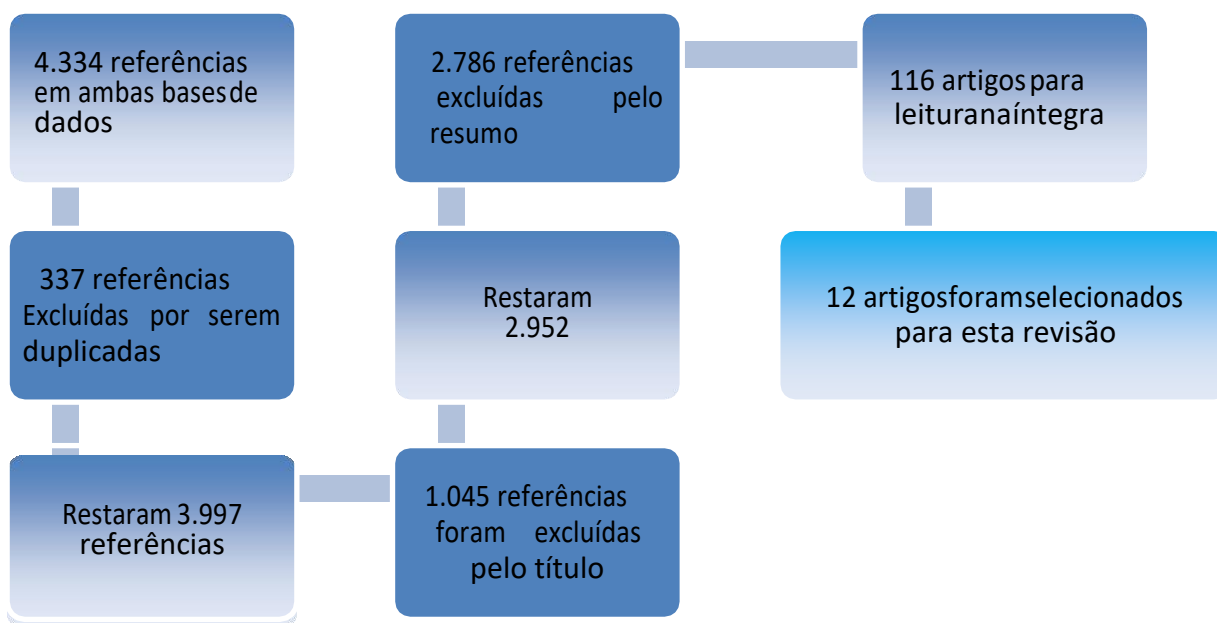 4.334 referências
em ambas bases de
dados
337 referências
Excluídas por serem
duplicadas
Restaram 3.997
referências
1.045 referências
foram excluídas
pelo título
Restaram
2.952
2.786 referências
excluídas pelo
resumo
116 artigos para
leituranaíntegra
12 artigosforamselecionados
para esta revisão